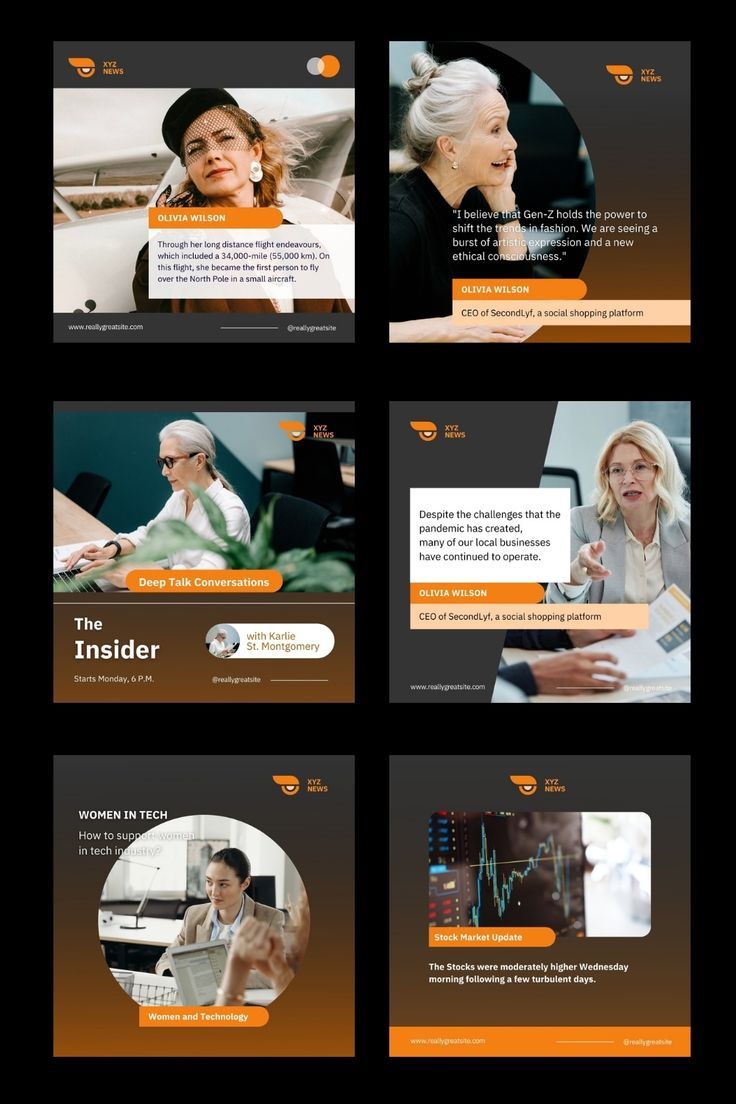 XYZ
NEWS
OLIVIA WILSON
Through her long distance flight endeavours,
which included a 34,000-mile (55,000 km). On
this flight, she became the first person to fly
over the North Pole in a small aircraft.
www.reallygreatsite.com
@reallygreatsite
XYZ
NEWS
"I believe that Gen-Z holds the power to
shift the trends in fashion. We are seeing a
burst of artistic expression and a new
ethical consciousness."
OLIVIA WILSON
CEO of SecondLyf, a social shopping platform
XYZ
NEWS
Deep Talk Conversations
The
Insider
with Karlie
St. Montgomery
Starts Monday, 6 P.M.
@reallygreatsite
XYZ
NEWS
Despite the challenges that the
pandemic has created,
many of our local businesses
have continued to operate.
OLIVIA WILSON
CEO of SecondLyf, a social shopping platform
www.reallygreatsite.com
@reallygreatsite
XYZ
NEWS
WOMEN IN TECH
How to support women
in tech industry?
Women and Technology
XYZ
NEWS
Stock Market Update
The Stocks were moderately higher Wednesday
morning following a few turbulent days.
www.reallygreatsite.com
@reallygreatsite